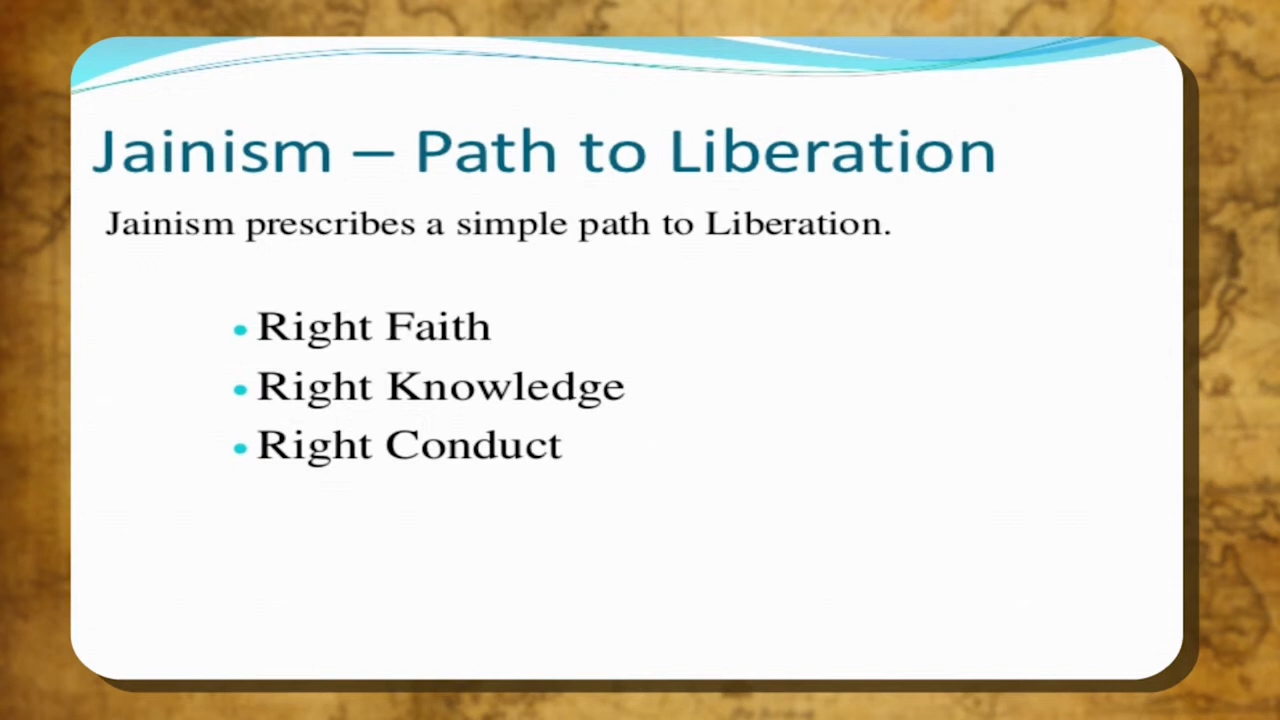 Jainism – Path to Liberation
Jainism prescribes a simple path to Liberation.
• Right Faith
• Right Knowledge
• Right Conduct